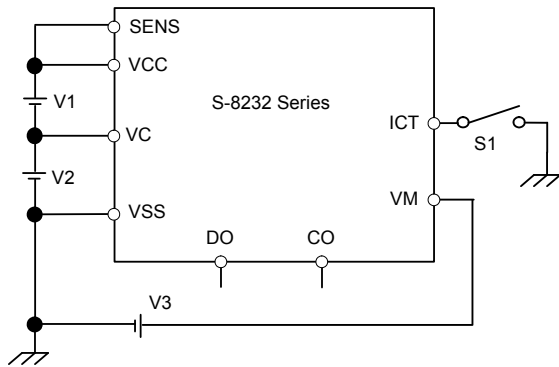 SENS
VCC
V1
S-8232 Series
VC
ICT
S1
V2
VM
VSS
DO
CO
V3